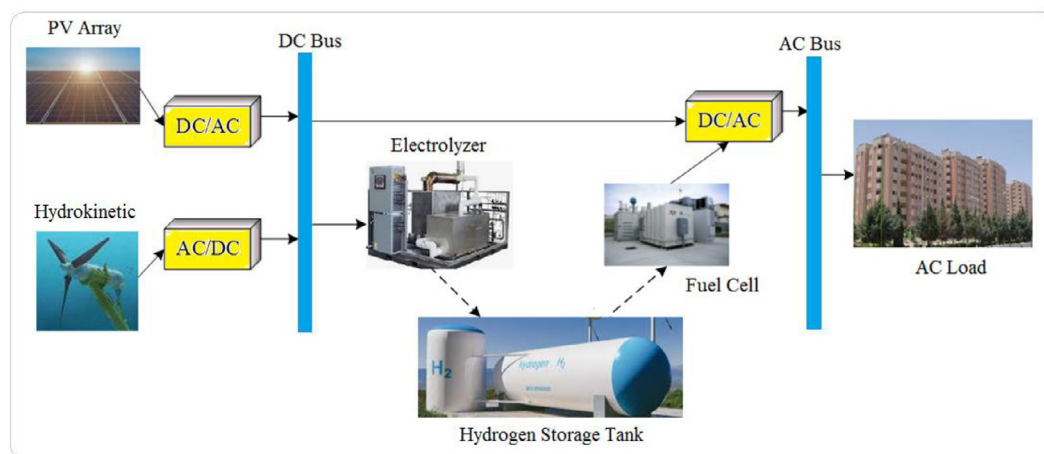 PV Array
DC Bus
AC Bus
DC/AC
DC/AC
Electrolyzer
Hydrokinetic
AC/DC
Fuel Cell
AC Load
H2
Hydrogen H2
Hydrogen Storage Tank